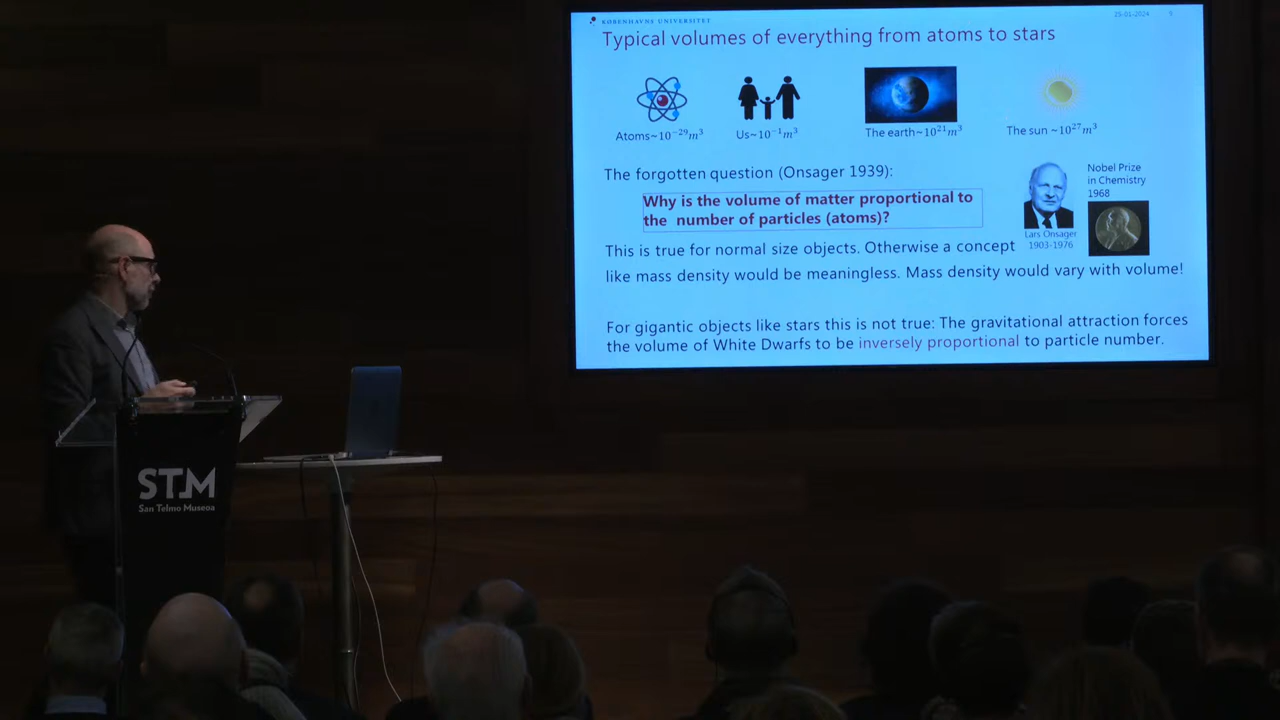 KØBENHAVNS UNIVERSITET
25-01-2024
Typical volumes of everything from atoms to stars
Atoms~10⁻²⁹m³
Us~10⁻¹m³
The earth~10²¹m³
The sun ~10²⁷m³
The forgotten question (Onsager 1939):
Why is the volume of matter proportional to
the number of particles (atoms)?
Nobel Prize
in Chemistry
1968
Lars Onsager
1903-1976
This is true for normal size objects. Otherwise a concept
like mass density would be meaningless. Mass density would vary with volume!
For gigantic objects like stars this is not true: The gravitational attraction forces
the volume of White Dwarfs to be inversely proportional to particle number.
STM
San Telmo Museoa